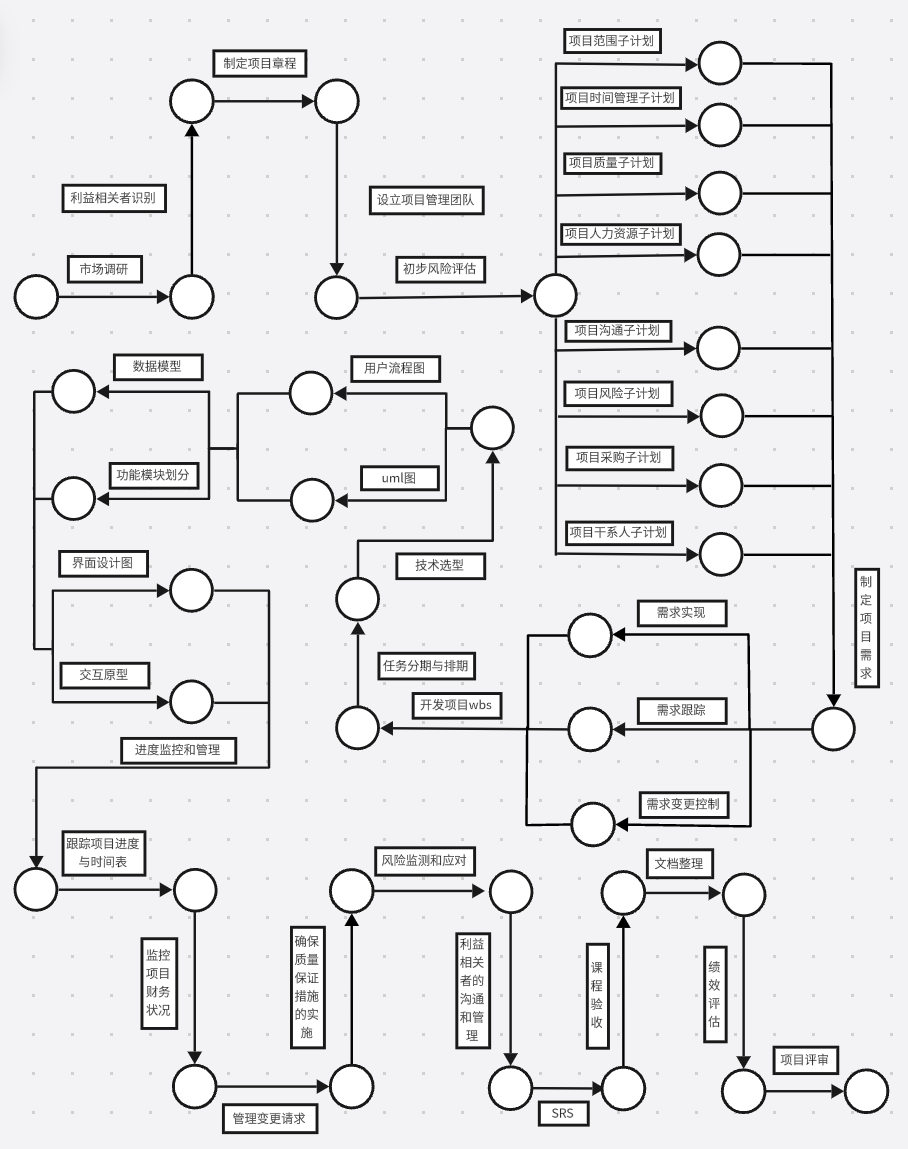 制定项目章程
利益相关者识别
市场调研
设立项目管理团队
初步风险评估
项目范围子计划
项目时间管理子计划
项目质量子计划
项目人力资源子计划
项目沟通子计划
项目风险子计划
项目采购子计划
项目干系人子计划
制
定
项
目
需
求
需求实现
需求跟踪
需求变更控制
开发项目wbs
任务分期与排期
技术选型
用户流程图
uml图
数据模型
功能模块划分
界面设计图
交互原型
进度监控和管理
跟踪项目进度
与时间表
监控
项目
财务
状况
管理变更请求
确保
质量
保证
措施
的实
施
风险监测和应对
利益
相关
者的
沟通
和管
理
SRS
课
程
验
收
文档整理
绩
效
评
估
项目评审